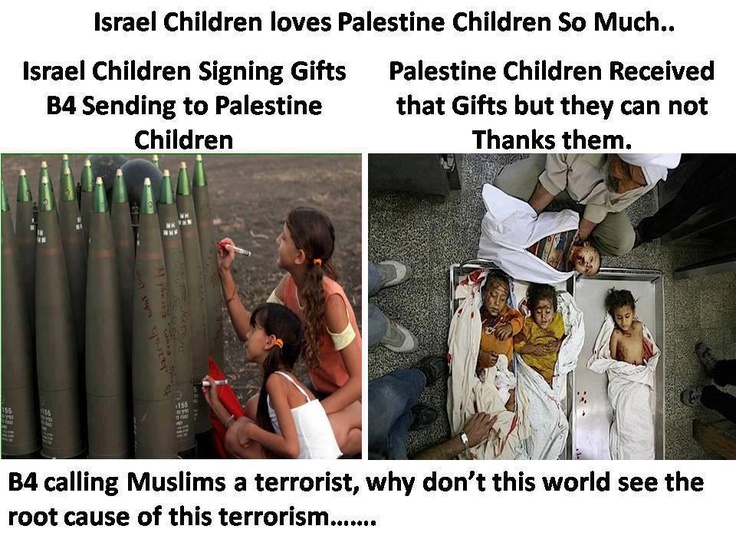 Israel Children loves Palestine Children So Much..
Israel Children Signing Gifts
B4 Sending to Palestine
Children
Palestine Children Received
that Gifts but they can not
Thanks them.
155
155
B4 calling Muslims a terrorist, why don’t this world see the
root cause of this terrorism…….